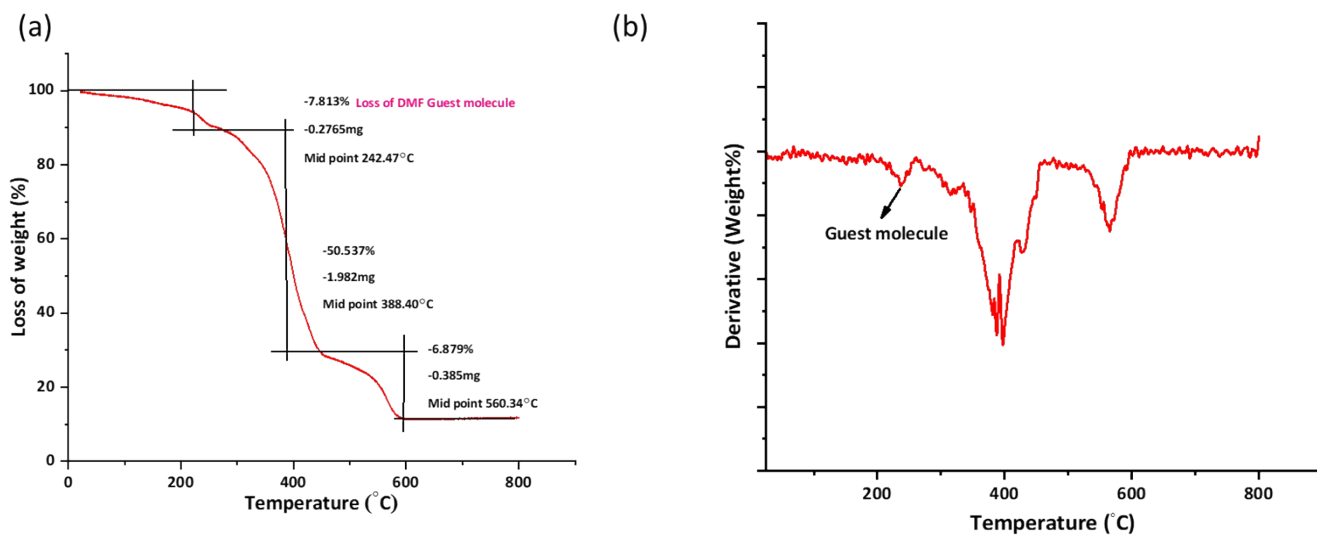 (a)
Loss of weight (%)
100
80
60
40
20
0
-7.813% Loss of DMF Guest molecule
-0.2765mg
Mid point 242.47°C
-50.537%
-1.982mg
Mid point 388.40°C
-6.879%
-0.385mg
Mid point 560.34°C
0 200 400 600 800
Temperature (°C)
(b)
Derivative (Weight%)
Guest molecule
200 400 600 800
Temperature (°C)